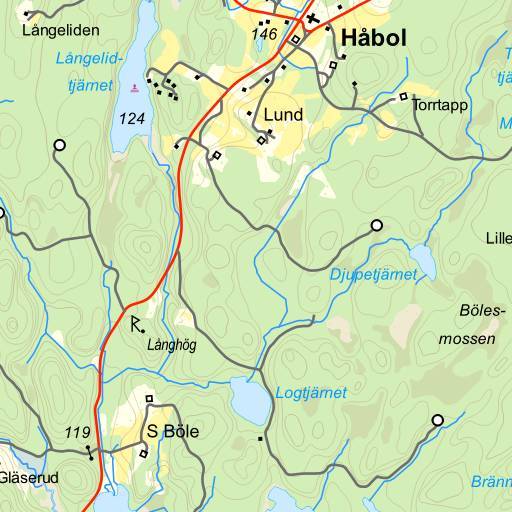 Långeliden
146
Håbol
Långelid-
tjärnet
124
Lund
Torrtapp
Lille
Djupetjärnet
Böles-
mossen
Långhög
Logtjärnet
119
S Böle
Gläserud
Bränn